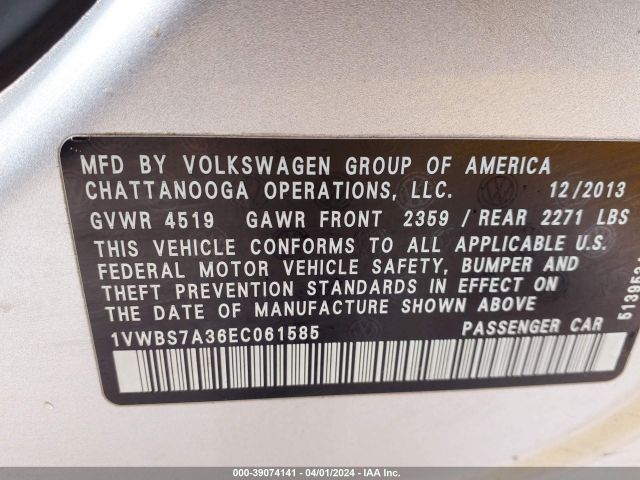 MFD BY VOLKSWAGEN GROUP OF AMERICA
CHATTANOOGA OPERATIONS, LLC. 12/2013
GVWR 4519 GAWR FRONT 2359/REAR 2271 LBS
THIS VEHICLE CONFORMS TO ALL APPLICABLE U.S.
FEDERAL MOTOR VEHICLE SAFETY, BUMPER AND
THEFT PREVENTION STANDARDS IN EFFECT ON
THE DATE OF MANUFACTURE SHOWN ABOVE
1VWBS7A36EC061585 PASSENGER CAR
000-39074141 - 04/01/2024 - IAA Inc.